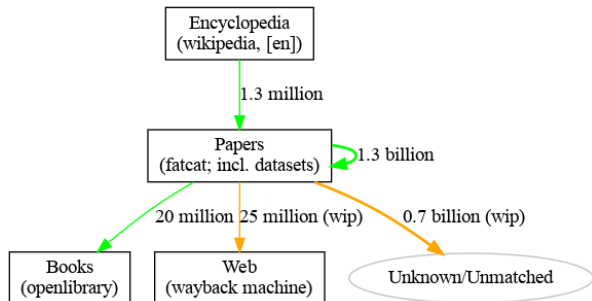 Encyclopedia
(wikipedia, [en])
1.3 million
Papers
(fatcat; incl. datasets)
1.3 billion
20 million
25 million (wip)
0.7 billion (wip)
Books
(openlibrary)
Web
(wayback machine)
Unknown/Unmatched